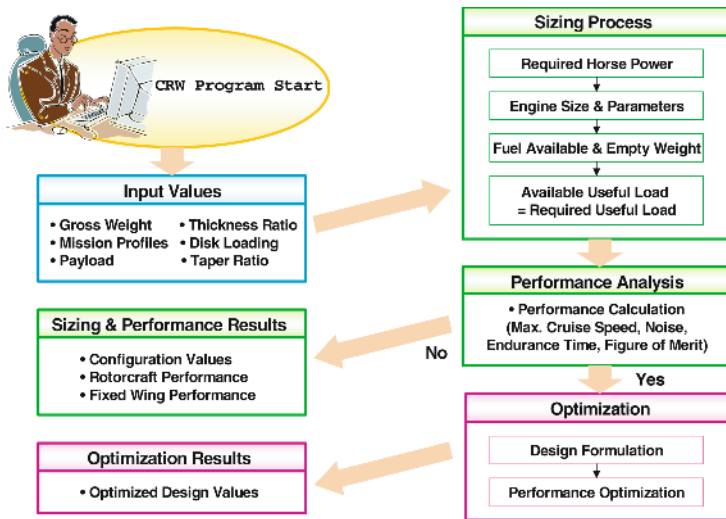 CRW Program Start
Input Values
• Gross Weight
• Mission Profiles
• Payload
• Thickness Ratio
• Disk Loading
• Taper Ratio
Sizing Process
Required Horse Power
Engine Size & Parameters
Fuel Available & Empty Weight
Available Useful Load
= Required Useful Load
Performance Analysis
• Performance Calculation
(Max. Cruise Speed, Noise,
Endurance Time, Figure of Merit)
No
Yes
Sizing & Performance Results
• Configuration Values
• Rotorcraft Performance
• Fixed Wing Performance
Optimization
Design Formulation
Performance Optimization
Optimization Results
• Optimized Design Values